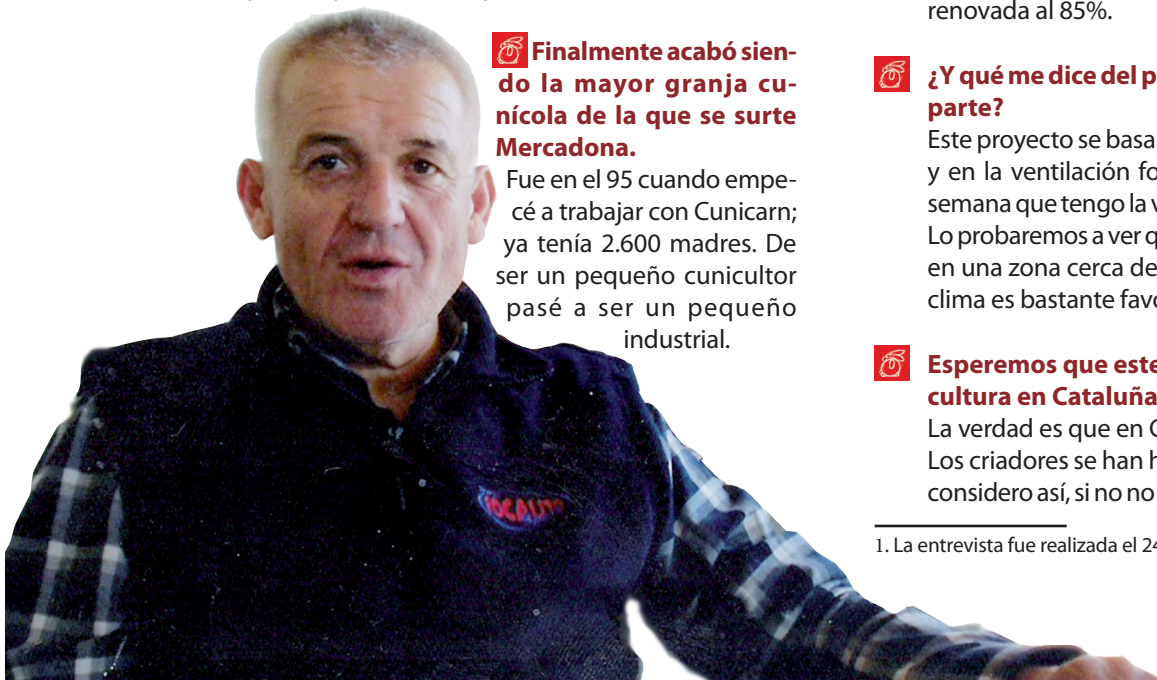 Finalmente acabó sien-
do la mayor granja cu-
nícola de la que se surte
Mercadona.
Fue en el 95 cuando empe-
cé a trabajar con Cunicarn;
ya tenía 2.600 madres. De
ser un pequeño cunicultor
pasé a ser un pequeño
industrial.
renovada al 85%.
¿Y qué me dice del p
parte?
Este proyecto se basa
y en la ventilación fo
semana que tengo la v
Lo probaremos a ver q
en una zona cerca de
clima es bastante favo
Esperemos que este
cultura en Cataluña
La verdad es que en C
Los criadores se han h
considero así, si no no
1. La entrevista fue realizada el 24